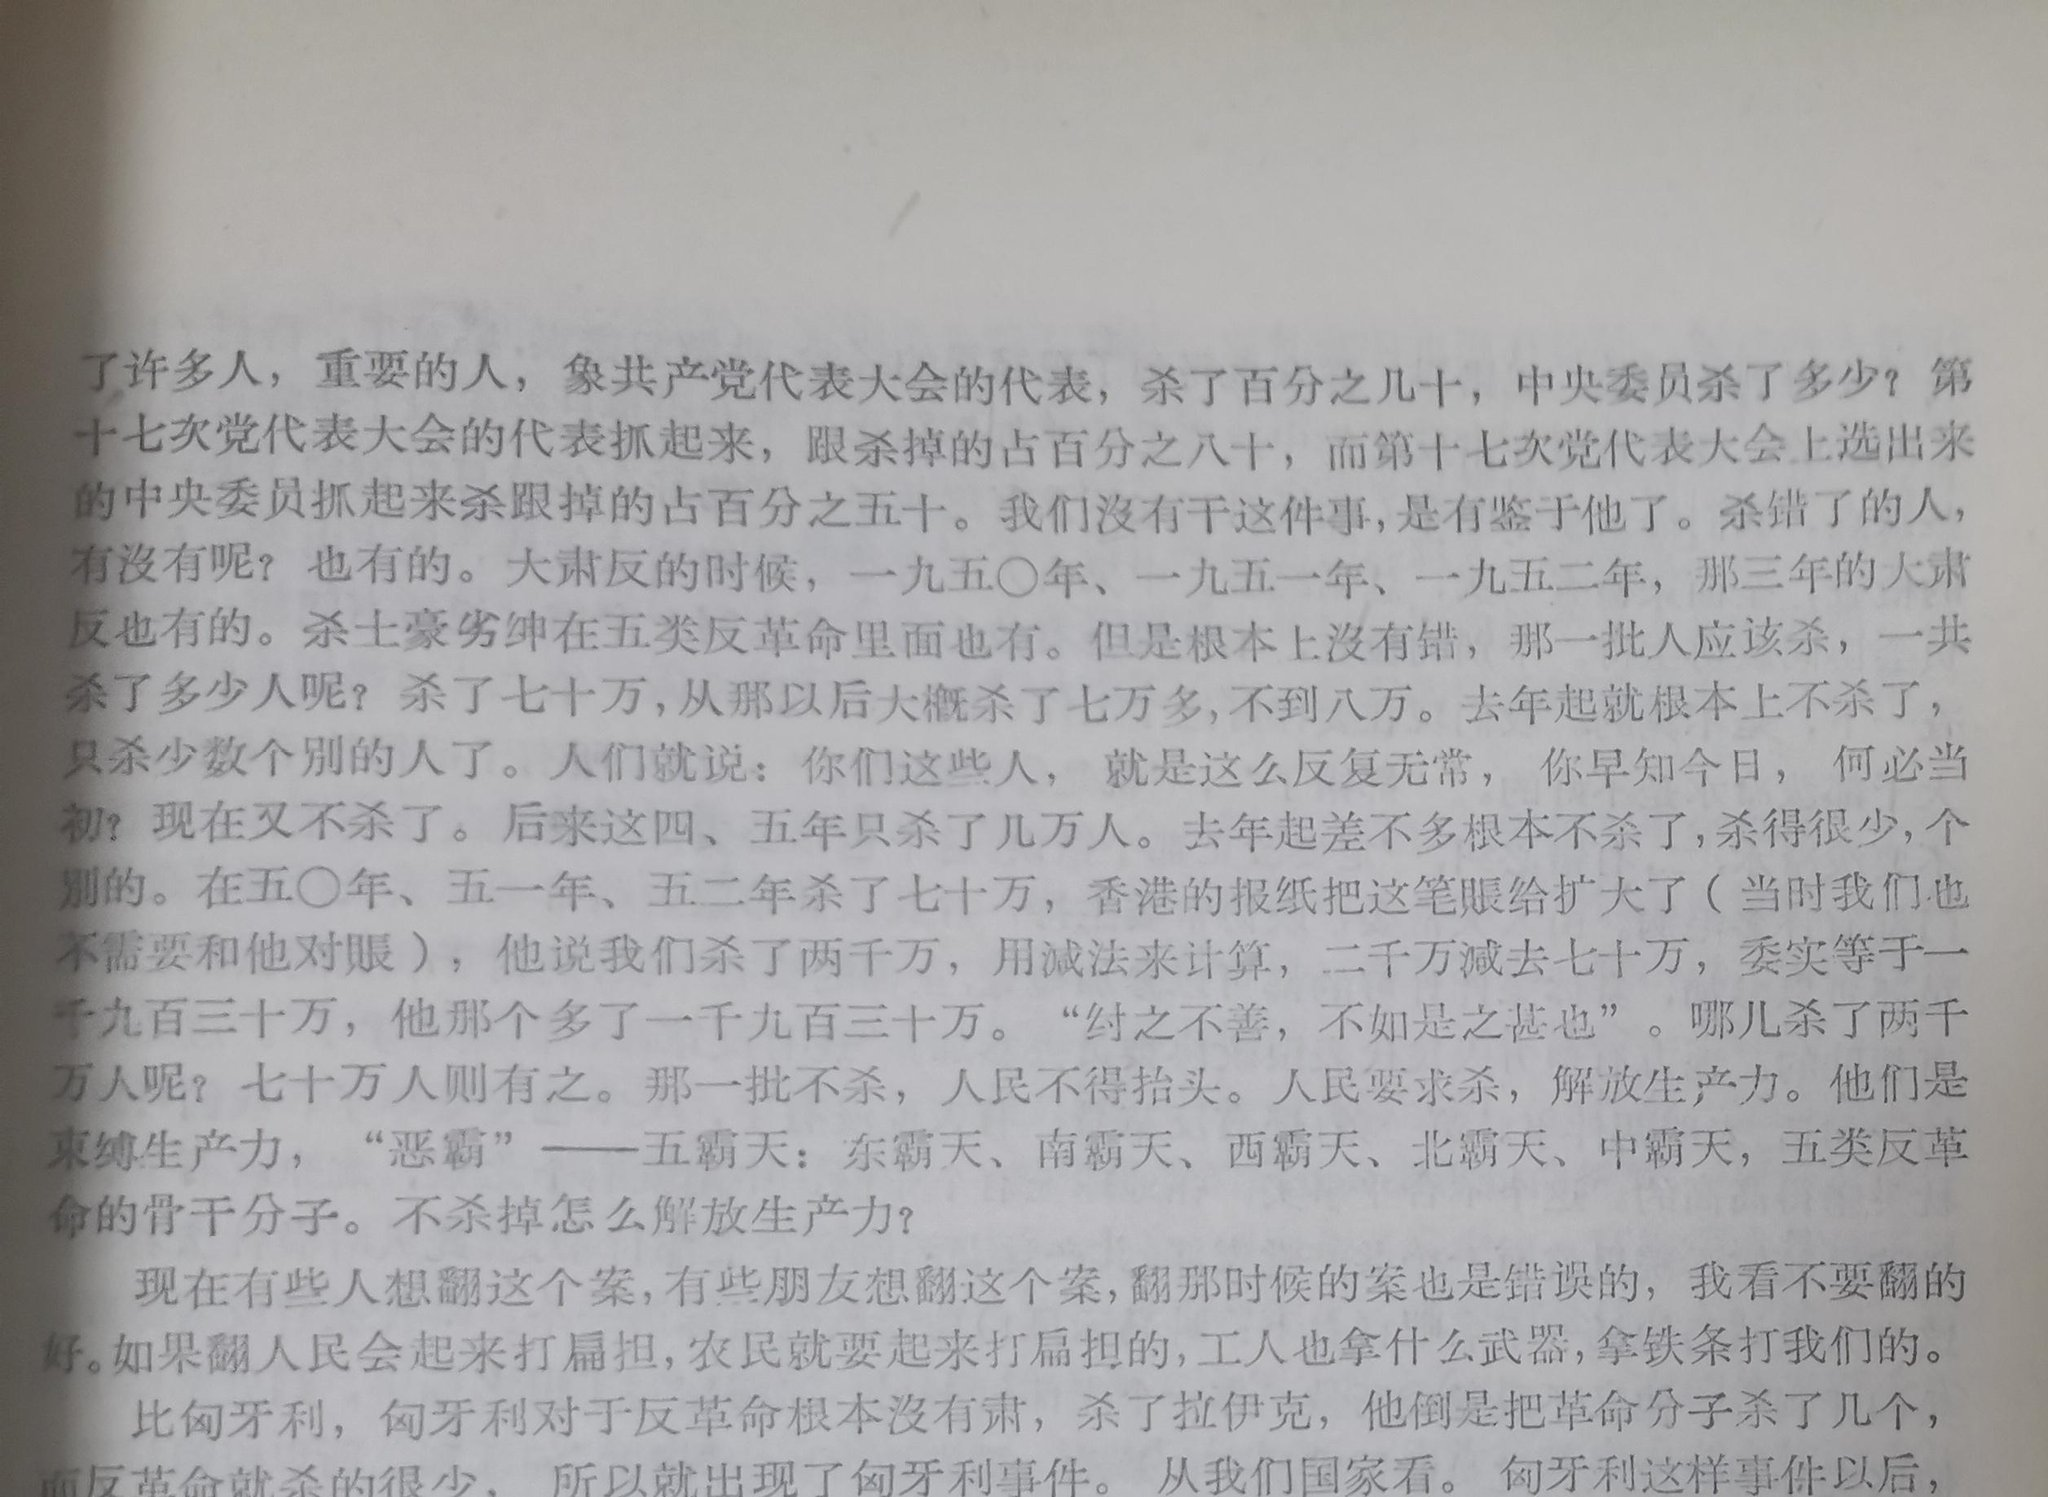 了许多人，重要的人，象共产党代表大会的代表，杀了百分之几十，中央委员杀了多少？第
十七次党代表大会的代表抓起来，跟杀掉的占百分之八十，而第十七次党代表大会上选出来
的中央委员抓起来杀跟掉的占百分之五十。我们沒有干这件事，是有鉴于他了。杀错了的人，
有沒有呢？也有的。大肃反的时候，一九五〇年、一九五一年、一九五二年，那三年的大肃
反也有的。杀土豪劣绅在五类反革命里面也有。但是根本上沒有错，那一批人应该杀，一共
杀了多少人呢？杀了七十万，从那以后大概杀了七万多，不到八万。去年起就根本上不杀了，
只杀少数个别的人了。人们就说：你们这些人，就是这么反复无常，你早知今日，何必当
初？现在又不杀了。后来这四、五年只杀了几万人。去年起差不多根本不杀了，杀得很少，个
别的。在五〇年、五一年、五二年杀了七十万，香港的报纸把这笔賬给扩大了（当时我们也
不需要和他对賬），他说我们杀了两千万，用减法来计算，二千万减去七十万，委实等于一
千九百三十万，他那个多了一千九百三十万。“纣之不善，不如是之甚也”。哪儿杀了两千
万人呢？七十万人则有之。那一批不杀，人民不得抬头。人民要求杀，解放生产力。他们是
束缚生产力，“恶霸”——五霸天：东霸天、南霸天、西霸天、北霸天、中霸天，五类反革
命的骨干分子。不杀掉怎么解放生产力？
现在有些人想翻这个案，有些朋友想翻这个案，翻那时候的案也是错误的，我看不要翻的
好。如果翻人民会起来打扁担，农民就要起来打扁担的，工人也拿什么武器，拿铁条打我们的。
比匈牙利，匈牙利对于反革命根本沒有肃，杀了拉伊克，他倒是把革命分子杀了几个，
而反革命就杀的很少，所以就出现了匈牙利事件。从我们国家看。匈牙利这样事件以后，